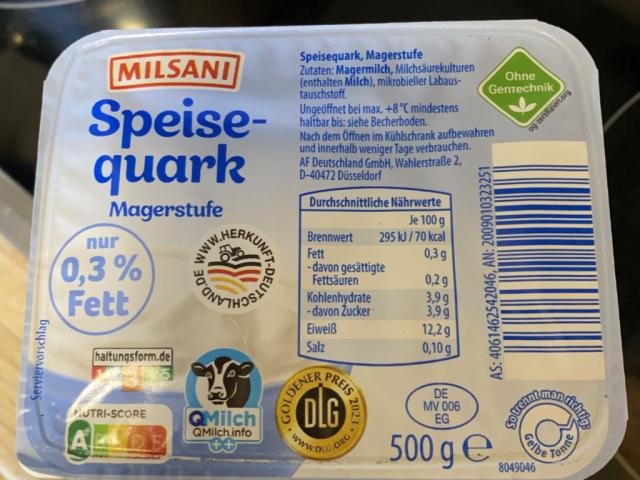 MILSANI
Speise-
quark
Magerstufe
nur
0,3 %
Fett
WWW.HERKUNFT-DEUTSCHLAND.DE
Serviervorschlag
haltungsform.de
NUTRI-SCORE
A
QMilch
QMilch.info
++
GOLDENER PREIS 2023
DLG
WWW.DLG.ORG
Speisequark, Magerstufe
Zutaten: Magermilch, Milchsäurekulturen
(enthalten Milch), mikrobieller Labaus-
tauschstoff.
Ungeöffnet bei max. +8 °C mindestens
haltbar bis: siehe Becherboden.
Nach dem Öffnen im Kühlschrank aufbewahren
und innerhalb weniger Tage verbrauchen.
AF Deutschland GmbH, Wahlerstraße 2,
D-40472 Düsseldorf
Durchschnittliche Nährwerte
Je 100 g
Brennwert 295 kJ / 70 kcal
Fett 0,3 g
- davon gesättigte
Fettsäuren 0,2 g
Kohlenhydrate 3,9 g
- davon Zucker 3,9 g
Eiweiß 12,2 g
Salz 0,10 g
DE
MV 006
EG
500 g ℮
Ohne
GenTechnik
og-zertifiziert.org
AS: 4061462542046, AN: 2009010323251
So trennt man richtig:
Gelbe Tonne
8049046